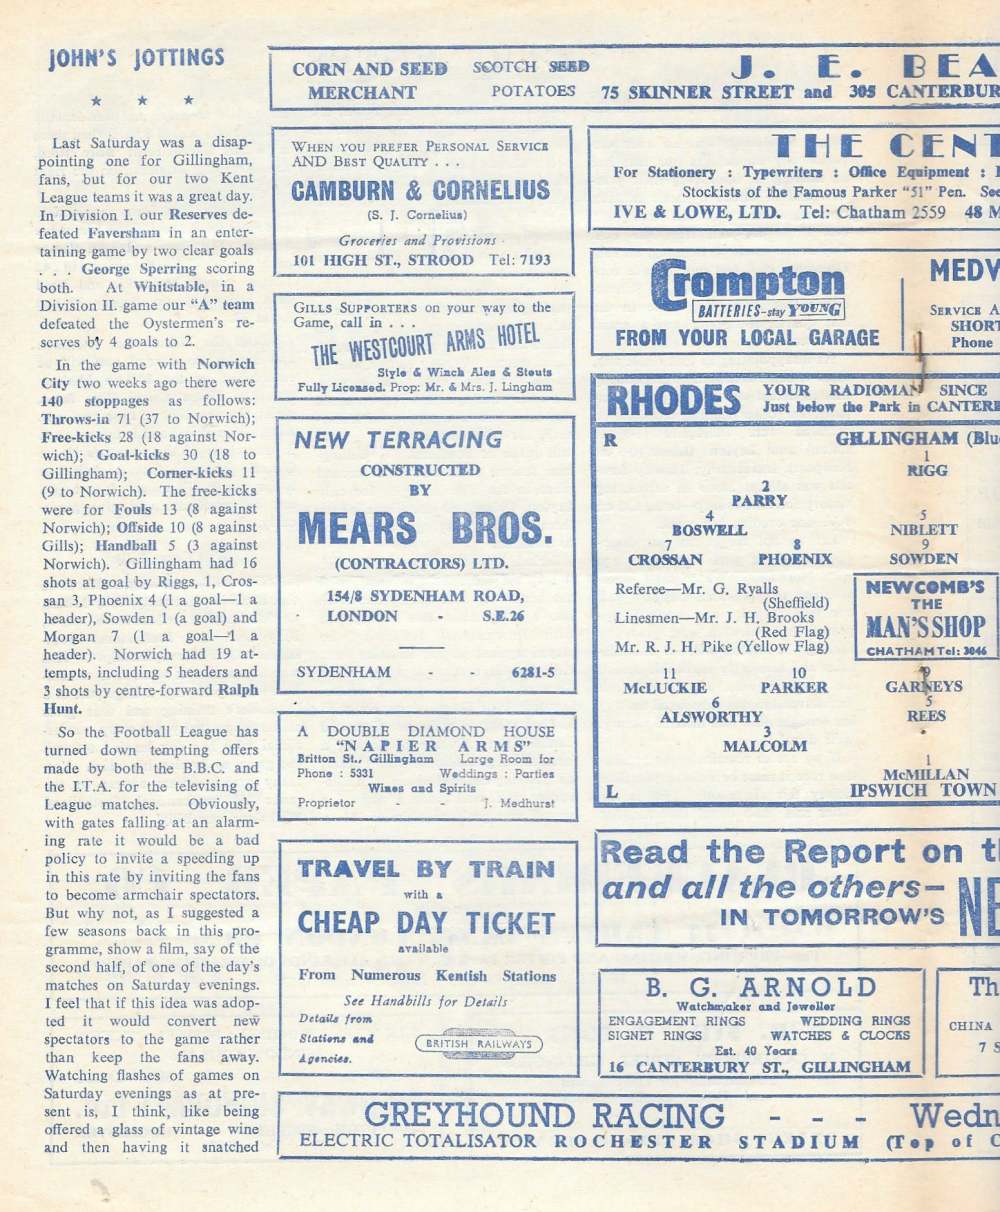 JOHN'S JOTTINGS
Last Saturday was a disap-
pointing one for Gillingham,
fans, but for our two Kent
League teams it was a great day.
In Division I. our Reserves de-
feated Faversham in an enter-
taining game by two clear goals
. . . George Sperring scoring
both. At Whitstable, in a
Division II. game our "A" team
defeated the Oystermen's re-
serves by 4 goals to 2.
In the game with Norwich
City two weeks ago there were
140 stoppages as follows:
Throws-in 71 (37 to Norwich);
Free-kicks 28 (18 against Nor-
wich); Goal-kicks 30 (18 to
Gillingham); Corner-kicks 11
(9 to Norwich). The free-kicks
were for Fouls 13 (8 against
Norwich); Offside 10 (8 against
Gills); Handball 5 (3 against
Norwich). Gillingham had 16
shots at goal by Riggs, 1, Cros-
san 3, Phoenix 4 (1 a goal—1 a
header), Sowden 1 (a goal) and
Morgan 7 (1 a goal—1 a
header). Norwich had 19 at-
tempts, including 5 headers and
3 shots by centre-forward Ralph
Hunt.
So the Football League has
turned down tempting offers
made by both the B.B.C. and
the I.T.A. for the televising of
League matches. Obviously,
with gates falling at an alarm-
ing rate it would be a bad
policy to invite a speeding up
in this rate by inviting the fans
to become armchair spectators.
But why not, as I suggested a
few seasons back in this pro-
gramme, show a film, say of the
second half, of one of the day's
matches on Saturday evenings.
I feel that if this idea was adop-
ted it would convert new
spectators to the game rather
than keep the fans away.
Watching flashes of games on
Saturday evenings as at pre-
sent is, I think, like being
offered a glass of vintage wine
and then having it snatched
CORN AND SEED SCOTCH SEED J. E. BEA
MERCHANT POTATOES 75 SKINNER STREET and 305 CANTERBUR
WHEN YOU PREFER PERSONAL SERVICE
AND BEST QUALITY . . .
CAMBURN & CORNELIUS
(S. J. Cornelius)
Groceries and Provisions
101 HIGH ST., STROOD Tel: 7193
THE CENT
For Stationery : Typewriters : Office Equipment :
Stockists of the Famous Parker "51" Pen. See
IVE & LOWE, LTD. Tel: Chatham 2559 48 M
GILLS SUPPORTERS on your way to the
Game, call in . . .
THE WESTCOURT ARMS HOTEL
Style & Winch Ales & Stouts
Fully Licensed. Prop: Mr. & Mrs. J. Lingham
Crompton
BATTERIES-stay YOUNG
FROM YOUR LOCAL GARAGE
MEDW
SERVICE A
SHORT
Phone
NEW TERRACING
CONSTRUCTED
BY
MEARS BROS.
(CONTRACTORS) LTD.
154/8 SYDENHAM ROAD,
LONDON - S.E.26
SYDENHAM - - 6281-5
RHODES YOUR RADIOMAN SINCE
Just below the Park in CANTERB
R GILLINGHAM (Blu
1
RIGG
2
PARRY
4 5
BOSWELL NIBLETT
7 8 9
CROSSAN PHOENIX SOWDEN
Referee—Mr. G. Ryalls
(Sheffield)
Linesmen—Mr. J. H. Brooks
(Red Flag)
Mr. R. J. H. Pike (Yellow Flag)
NEWCOMB'S
THE
MAN'S SHOP
CHATHAM Tel: 3046
11 10 9
McLUCKIE PARKER GARNEYS
6 5
ALSWORTHY REES
3
MALCOLM
1
McMILLAN
L IPSWICH TOWN
A DOUBLE DIAMOND HOUSE
"NAPIER ARMS"
Britton St., Gillingham Large Room for
Phone : 5331 Weddings : Parties
Wines and Spirits
Proprietor - - J. Medhurst
TRAVEL BY TRAIN
with a
CHEAP DAY TICKET
available
From Numerous Kentish Stations
See Handbills for Details
Details from
Stations and
Agencies.
BRITISH RAILWAYS
Read the Report on t
and all the others—
IN TOMORROW'S NE
B. G. ARNOLD
Watchmaker and Jeweller
ENGAGEMENT RINGS WEDDING RINGS
SIGNET RINGS WATCHES & CLOCKS
Est. 40 Years
16 CANTERBURY ST., GILLINGHAM
Th
CHINA
7 S
GREYHOUND RACING - - - Wedn
ELECTRIC TOTALISATOR ROCHESTER STADIUM (Top of C